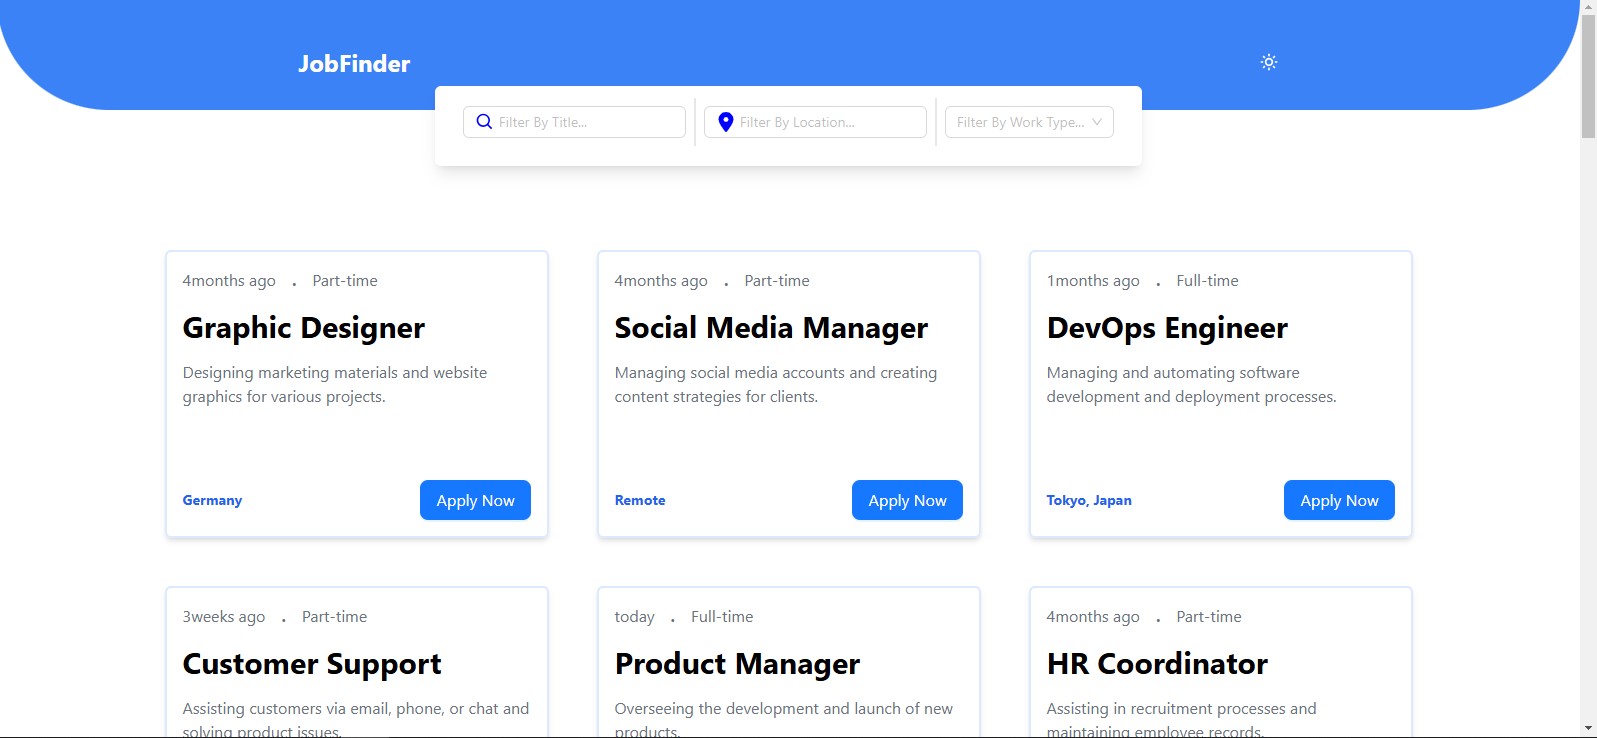 JobFinder
Filter By Title...
Filter By Location...
Filter By Work Type...
4months ago . Part-time
Graphic Designer
Designing marketing materials and website
graphics for various projects.
Germany
Apply Now
4months ago . Part-time
Social Media Manager
Managing social media accounts and creating
content strategies for clients.
Remote
Apply Now
1months ago . Full-time
DevOps Engineer
Managing and automating software
development and deployment processes.
Tokyo, Japan
Apply Now
3weeks ago . Part-time
Customer Support
Assisting customers via email, phone, or chat and
solving product issues.
today . Full-time
Product Manager
Overseeing the development and launch of new
products.
4months ago . Part-time
HR Coordinator
Assisting in recruitment processes and
maintaining employee records.